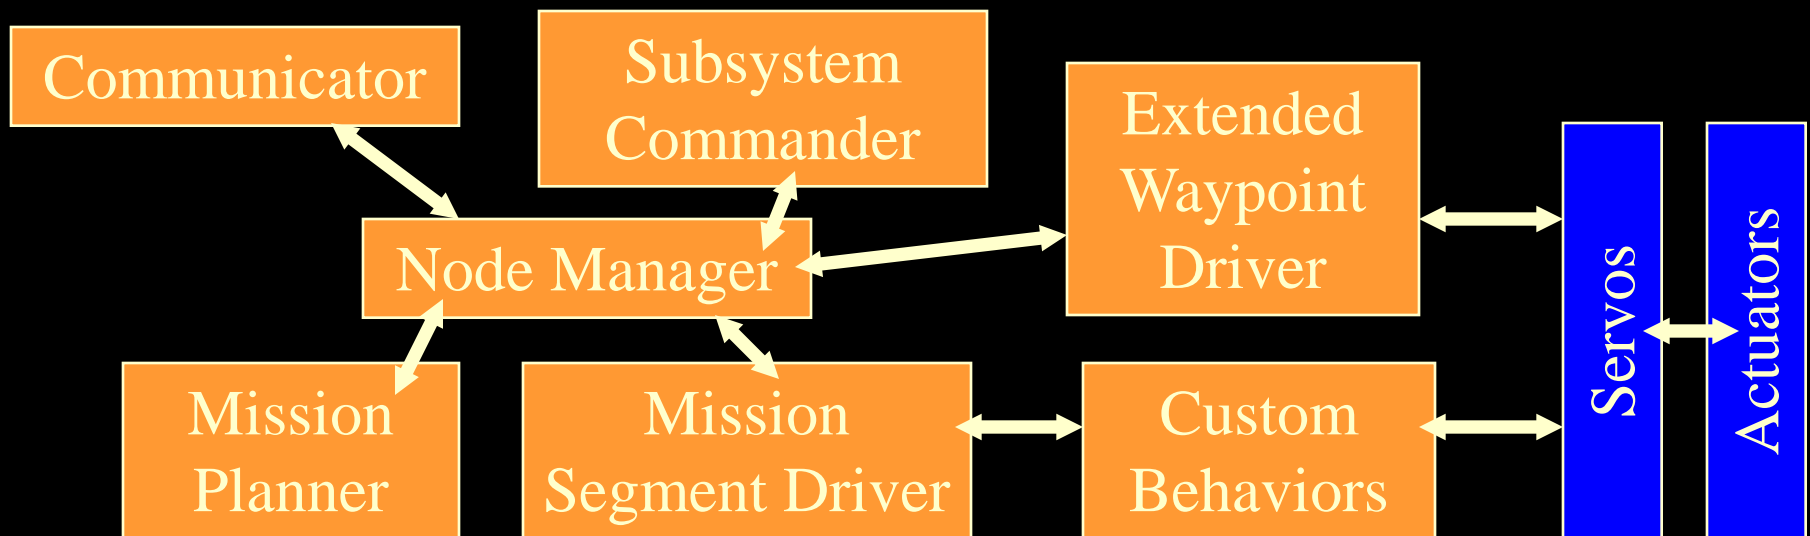 Communicator
Subsystem
Commander
Extended
Waypoint
Driver
Node Manager
Mission
Planner
Mission
Segment Driver
Custom
Behaviors
Servos
Actuators